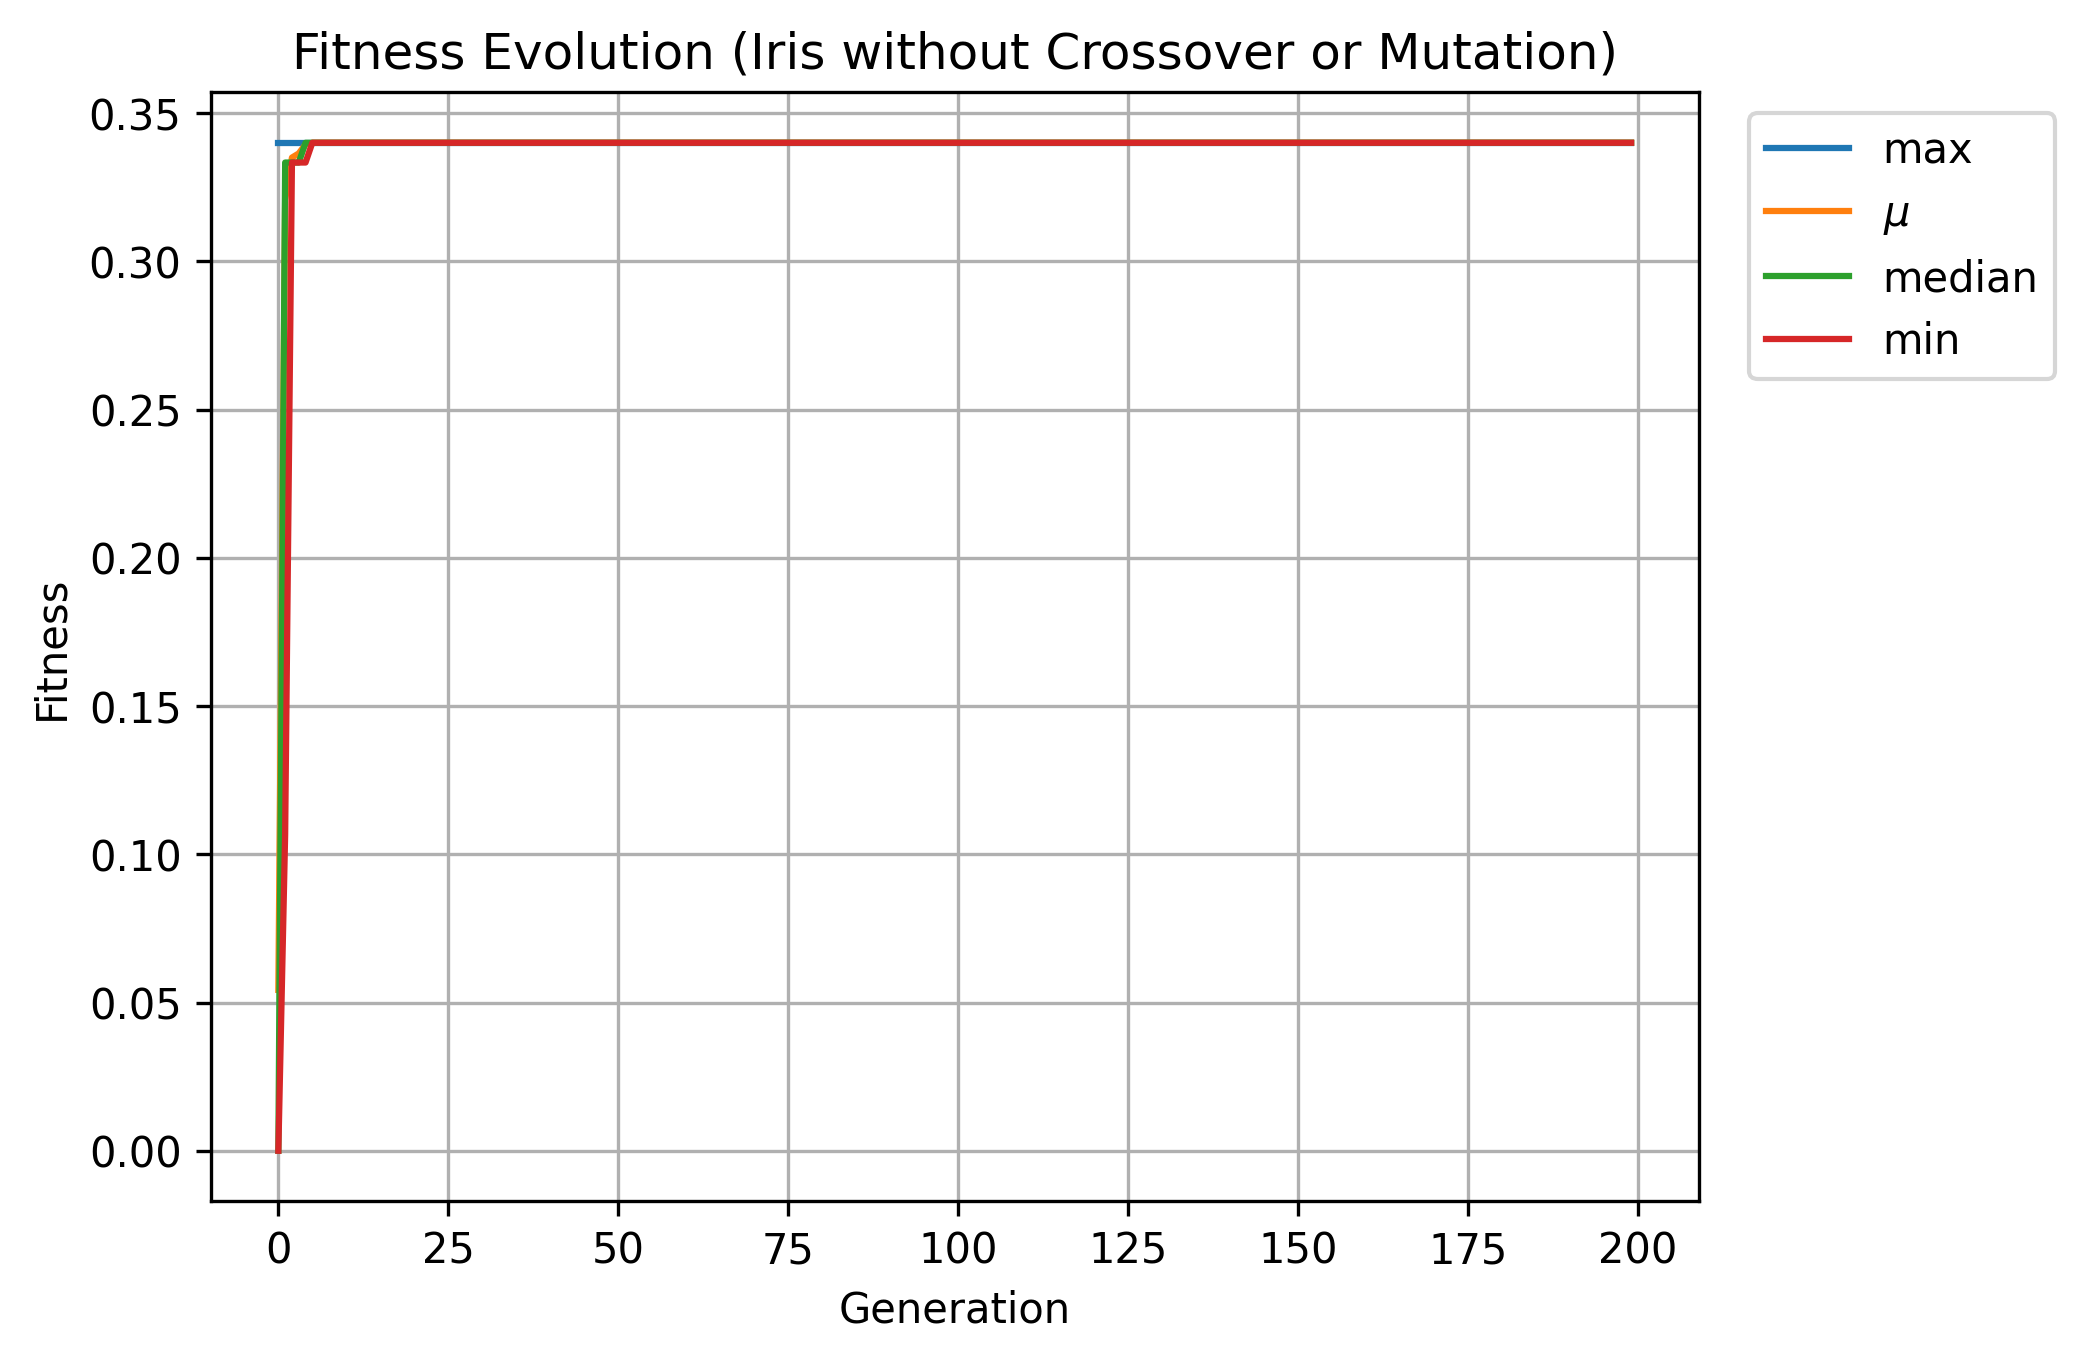 Fitness Evolution (Iris without Crossover or Mutation)
0.35
0.30
0.25
0.20
0.15
0.10
0.05
0.00
Fitness
0 25 50 75 100 125 150 175 200
Generation
max
μ
median
min